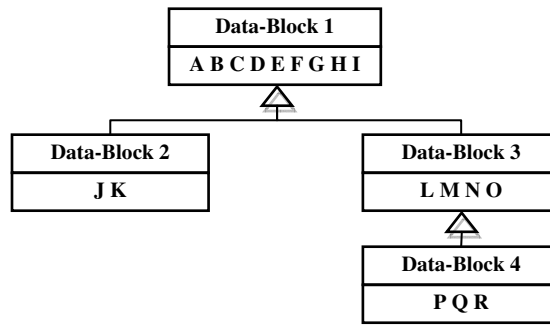 Data-Block 1
A B C D E F G H I
Data-Block 2
J K
Data-Block 3
L M N O
Data-Block 4
P Q R